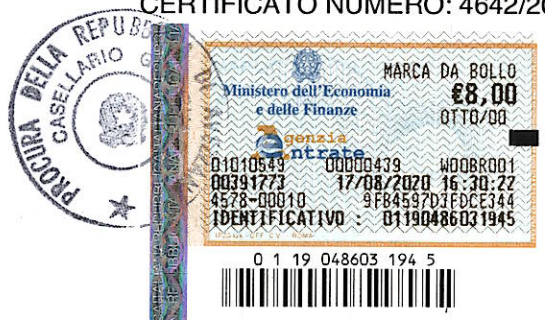 CERTIFICATO NUMERO: 4642/20
PROCURA DELLA REPUBB
CASELLARIO G
Ministero dell'Economia
e delle Finanze
MARCA DA BOLLO
€8,00
OTTO/00
genzia
ntrate
01010549 00000439 W00BR001
00391773 17/08/2020 16:30:22
4578-00010 9FB4597D3FDCE344
IDENTIFICATIVO : 01190486031945
0 1 19 048603 194 5